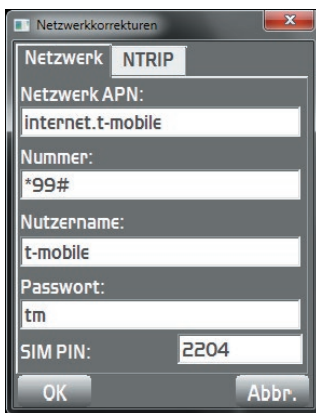 Netzwerkkorrekturen
Netzwerk NTRIP
Netzwerk APN:
internet.t-mobile
Nummer:
*99#
Nutzername:
t-mobile
Passwort:
tm
SIM PIN: 2204
OK Abbr.